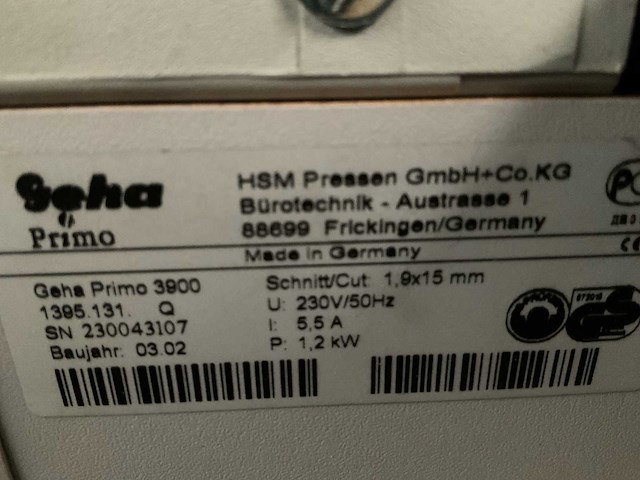 Geha
Primo
HSM Pressen GmbH+Co.KG
Bürotechnik - Austrasse 1
88699 Frickingen/Germany
Made in Germany
Geha Primo 3900
1395.131. Q
SN 230043107
Baujahr: 03.02
Schnitt/Cut: 1,9x15 mm
U: 230V/50Hz
I: 5,5 A
P: 1,2 kW